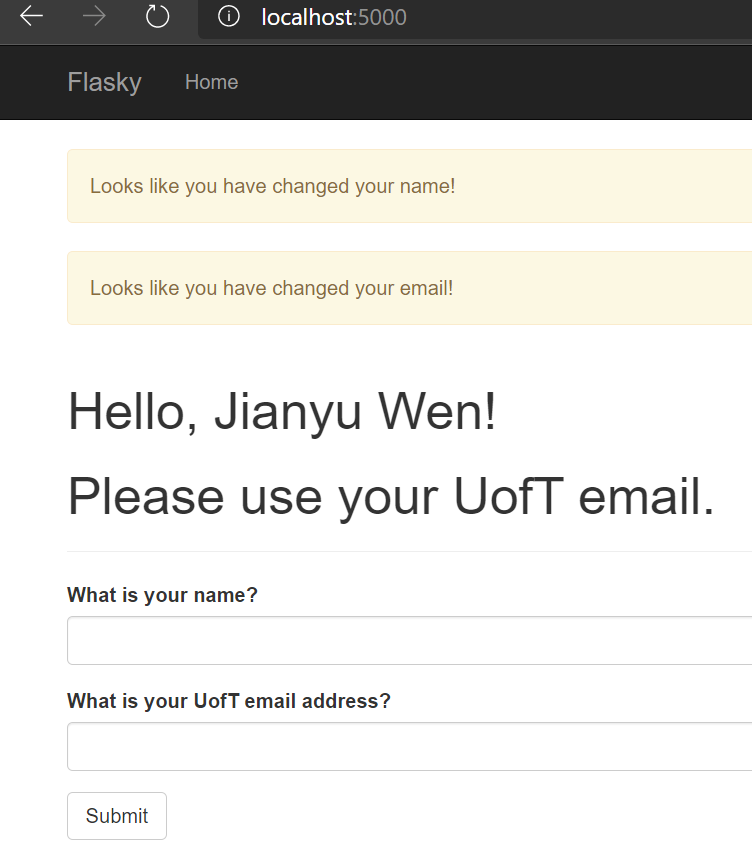 localhost:5000
Flasky Home
Looks like you have changed your name!
Looks like you have changed your email!
Hello, Jianyu Wen!
Please use your UofT email.
What is your name?
What is your UofT email address?
Submit